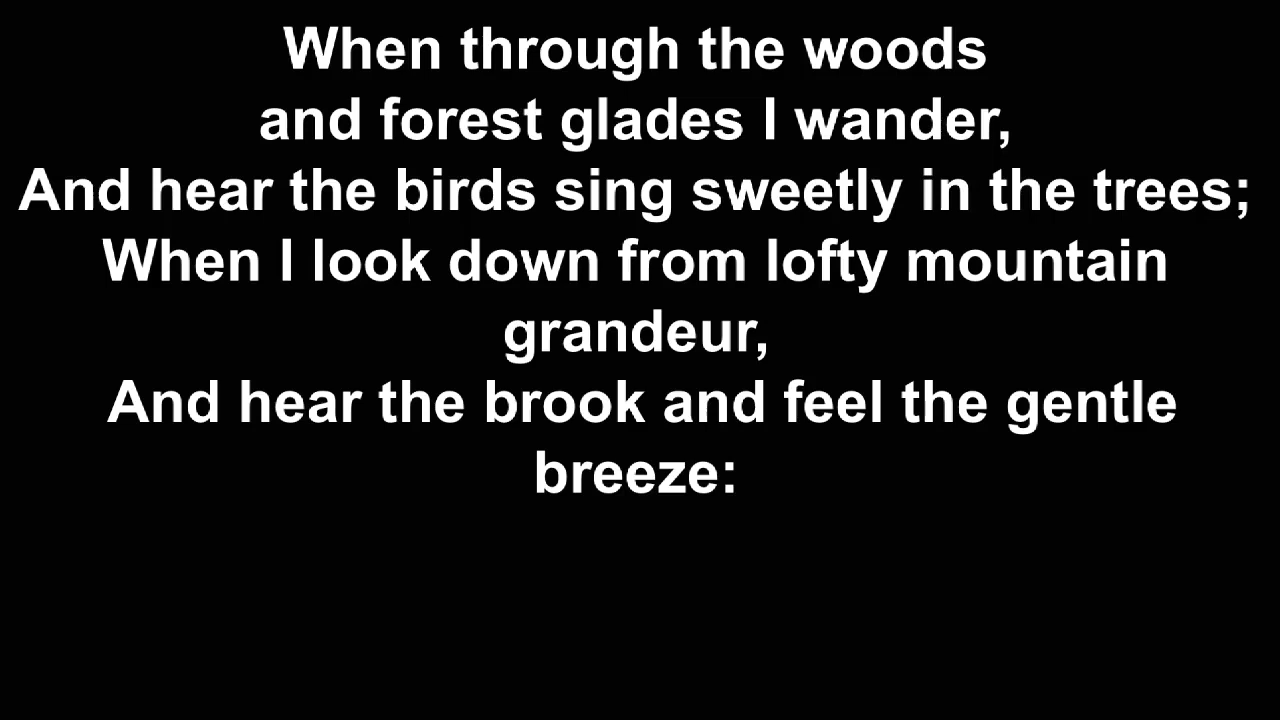 When through the woods
and forest glades I wander,
And hear the birds sing sweetly in the trees;
When I look down from lofty mountain
grandeur,
And hear the brook and feel the gentle
breeze: